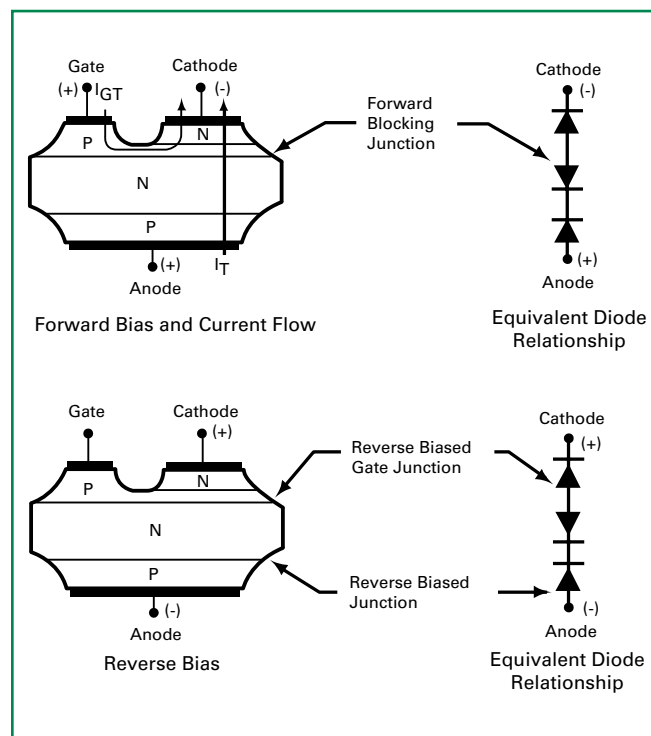 Gate
(+)
IGT
Cathode
(-)
P
N
N
P
(+)
IT
Anode
Forward Bias and Current Flow
Forward
Blocking
Junction
Cathode
(-)
(+)
Anode
Equivalent Diode
Relationship
Gate
Cathode
(+)
P
N
N
P
(-)
Anode
Reverse Bias
Reverse Biased
Gate Junction
Reverse Biased
Junction
Cathode
(+)
(-)
Anode
Equivalent Diode
Relationship